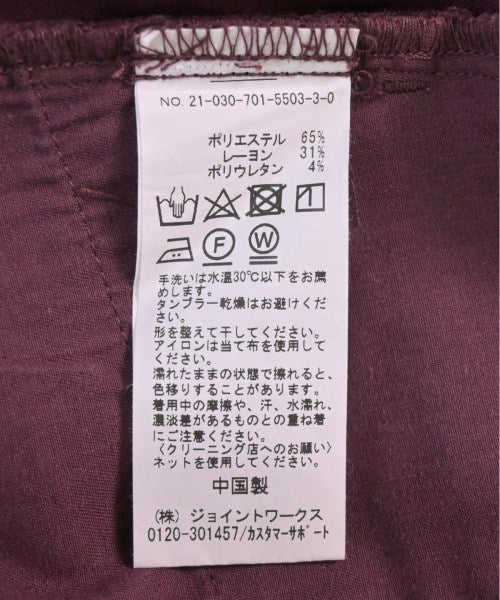 NO. 21-030-701-5503-3-0
ポリエステル 65%
レーヨン 31%
ポリウレタン 4%
F W
手洗いは水温30℃以下をお薦
めします。
タンブラー乾燥はお避けくだ
さい。
形を整えて干してください。
アイロンは当て布を使用して
ください。
濡れたままの状態で擦れると、
色移りすることがあります。
着用中の摩擦や、汗、水濡れ、
濃淡差があるものとの重ね着
にご注意ください。
〈クリーニング店へのお願い〉
ネットを使用してください。
中国製
（株）ジョイントワークス
0120-301457/カスタマーサポート